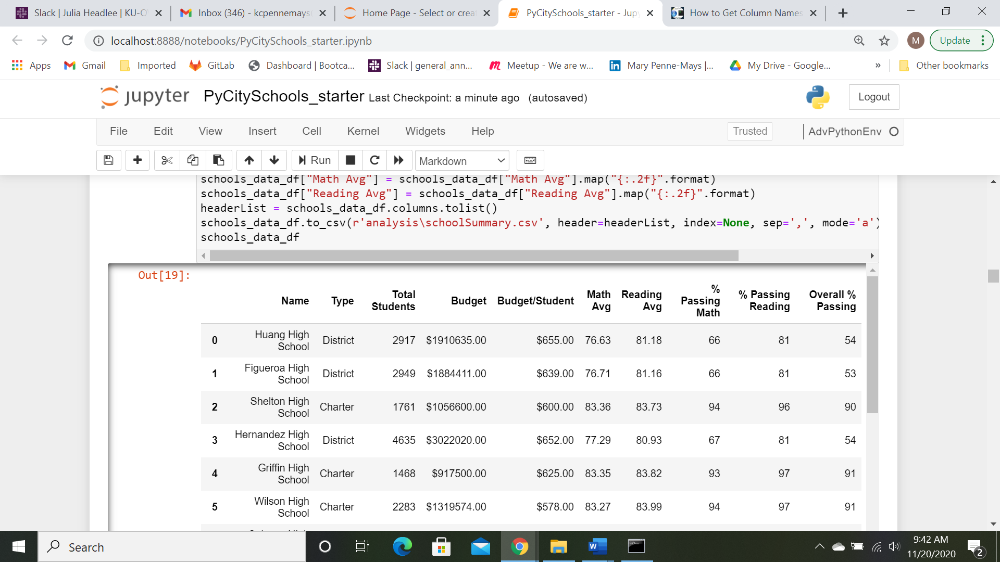 Slack | Julia Headlee | KU-O
Inbox (346) - kcpennemays
Home Page - Select or creat
PyCitySchools_starter - Jup
How to Get Column Names
localhost:8888/notebooks/PyCitySchools_starter.ipynb
M
Update
Apps
Gmail
Imported
GitLab
Dashboard | Bootca...
Slack | general_ann...
Meetup - We are w...
Mary Penne-Mays |...
My Drive - Google...
»
Other bookmarks
jupyter PyCitySchools_starter Last Checkpoint: a minute ago (autosaved)
Logout
File Edit View Insert Cell Kernel Widgets Help
Trusted
AdvPythonEnv
Run
Markdown
schools_data_df["Math Avg"] = schools_data_df["Math Avg"].map("{:.2f}".format)
schools_data_df["Reading Avg"] = schools_data_df["Reading Avg"].map("{:.2f}".format)
headerList = schools_data_df.columns.tolist()
schools_data_df.to_csv(r'analysis\schoolSummary.csv', header=headerList, index=None, sep=',', mode='a')
schools_data_df
Out[19]:
Name Type Total Students Budget Budget/Student Math Avg Reading Avg % Passing Math % Passing Reading Overall % Passing
0 Huang High School District 2917 $1910635.00 $655.00 76.63 81.18 66 81 54
1 Figueroa High School District 2949 $1884411.00 $639.00 76.71 81.16 66 81 53
2 Shelton High School Charter 1761 $1056600.00 $600.00 83.36 83.73 94 96 90
3 Hernandez High School District 4635 $3022020.00 $652.00 77.29 80.93 67 81 54
4 Griffin High School Charter 1468 $917500.00 $625.00 83.35 83.82 93 97 91
5 Wilson High School Charter 2283 $1319574.00 $578.00 83.27 83.99 94 97 91
Search
9:42 AM
11/20/2020
2